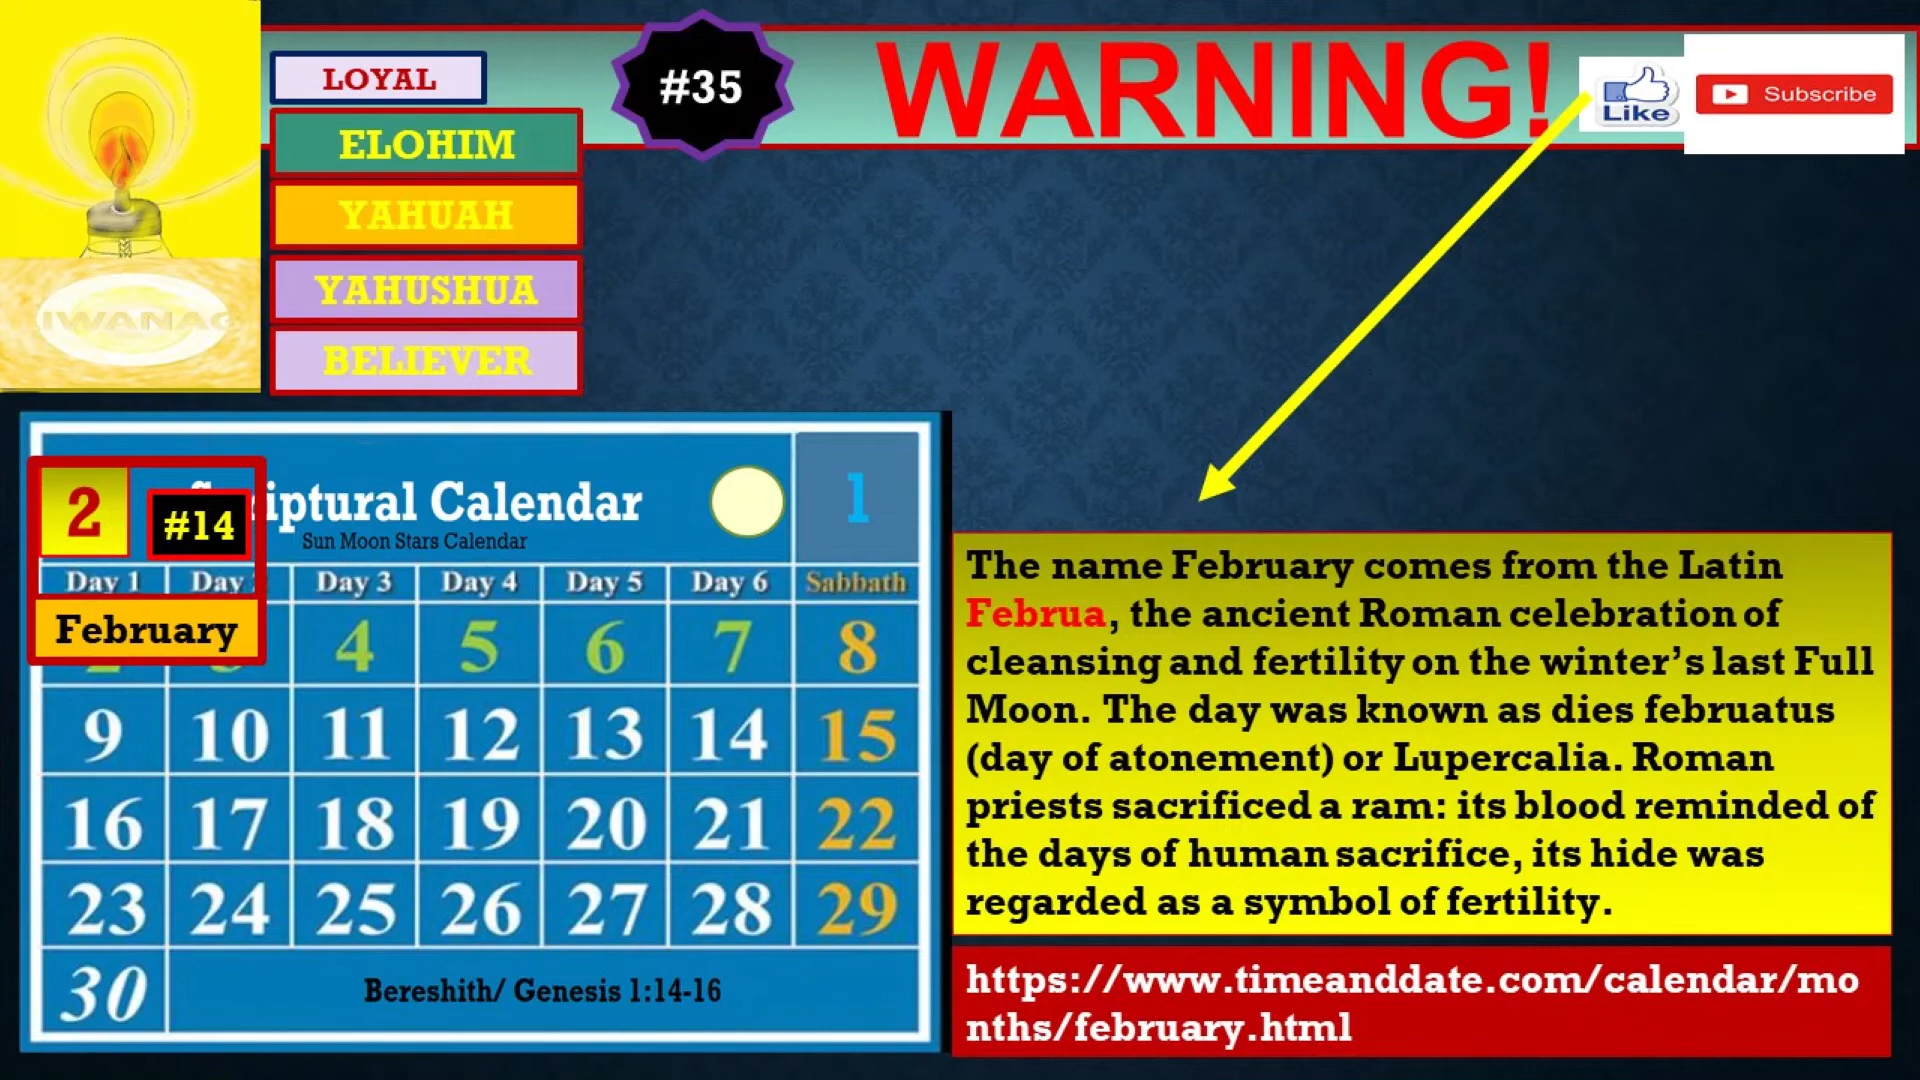 LOYAL
ELOHIM
YAHUAH
YAHUSHUA
BELIEVER
IWANAG
#35
WARNING!
Like
Subscribe
2
#14
February
Calendar
Sun Moon Stars Calendar
1
Day 1 Day Day 3 Day 4 Day 5 Day 6 Sabbath
4 5 6 7 8
9 10 11 12 13 14 15
16 17 18 19 20 21 22
23 24 25 26 27 28 29
30
Bereshith/ Genesis 1:14-16
The name February comes from the Latin
Februa, the ancient Roman celebration of
cleansing and fertility on the winter's last Full
Moon. The day was known as dies februatus
(day of atonement) or Lupercalia. Roman
priests sacrificed a ram: its blood reminded of
the days of human sacrifice, its hide was
regarded as a symbol of fertility.
https://www.timeanddate.com/calendar/mo
nths/february.html